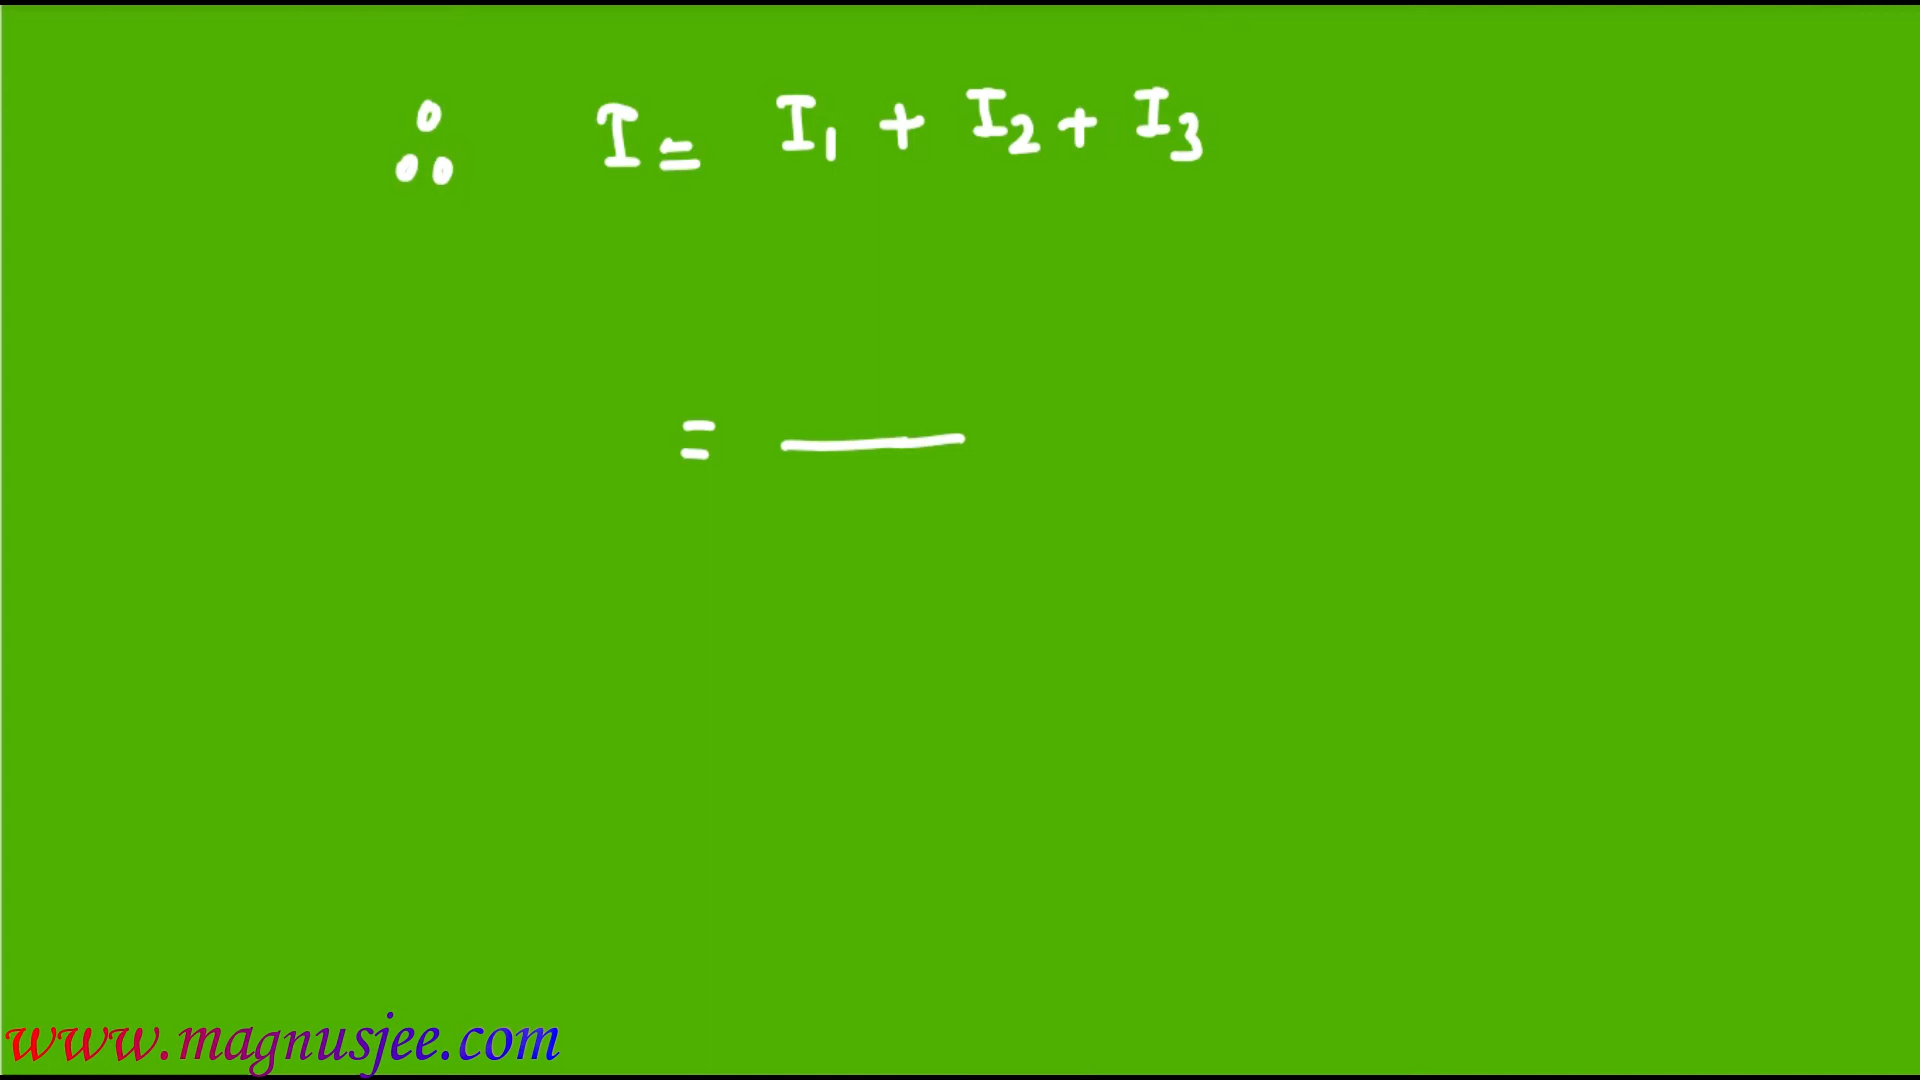 ∴ I = I₁ + I₂ + I₃
= —
www.magnusjee.com